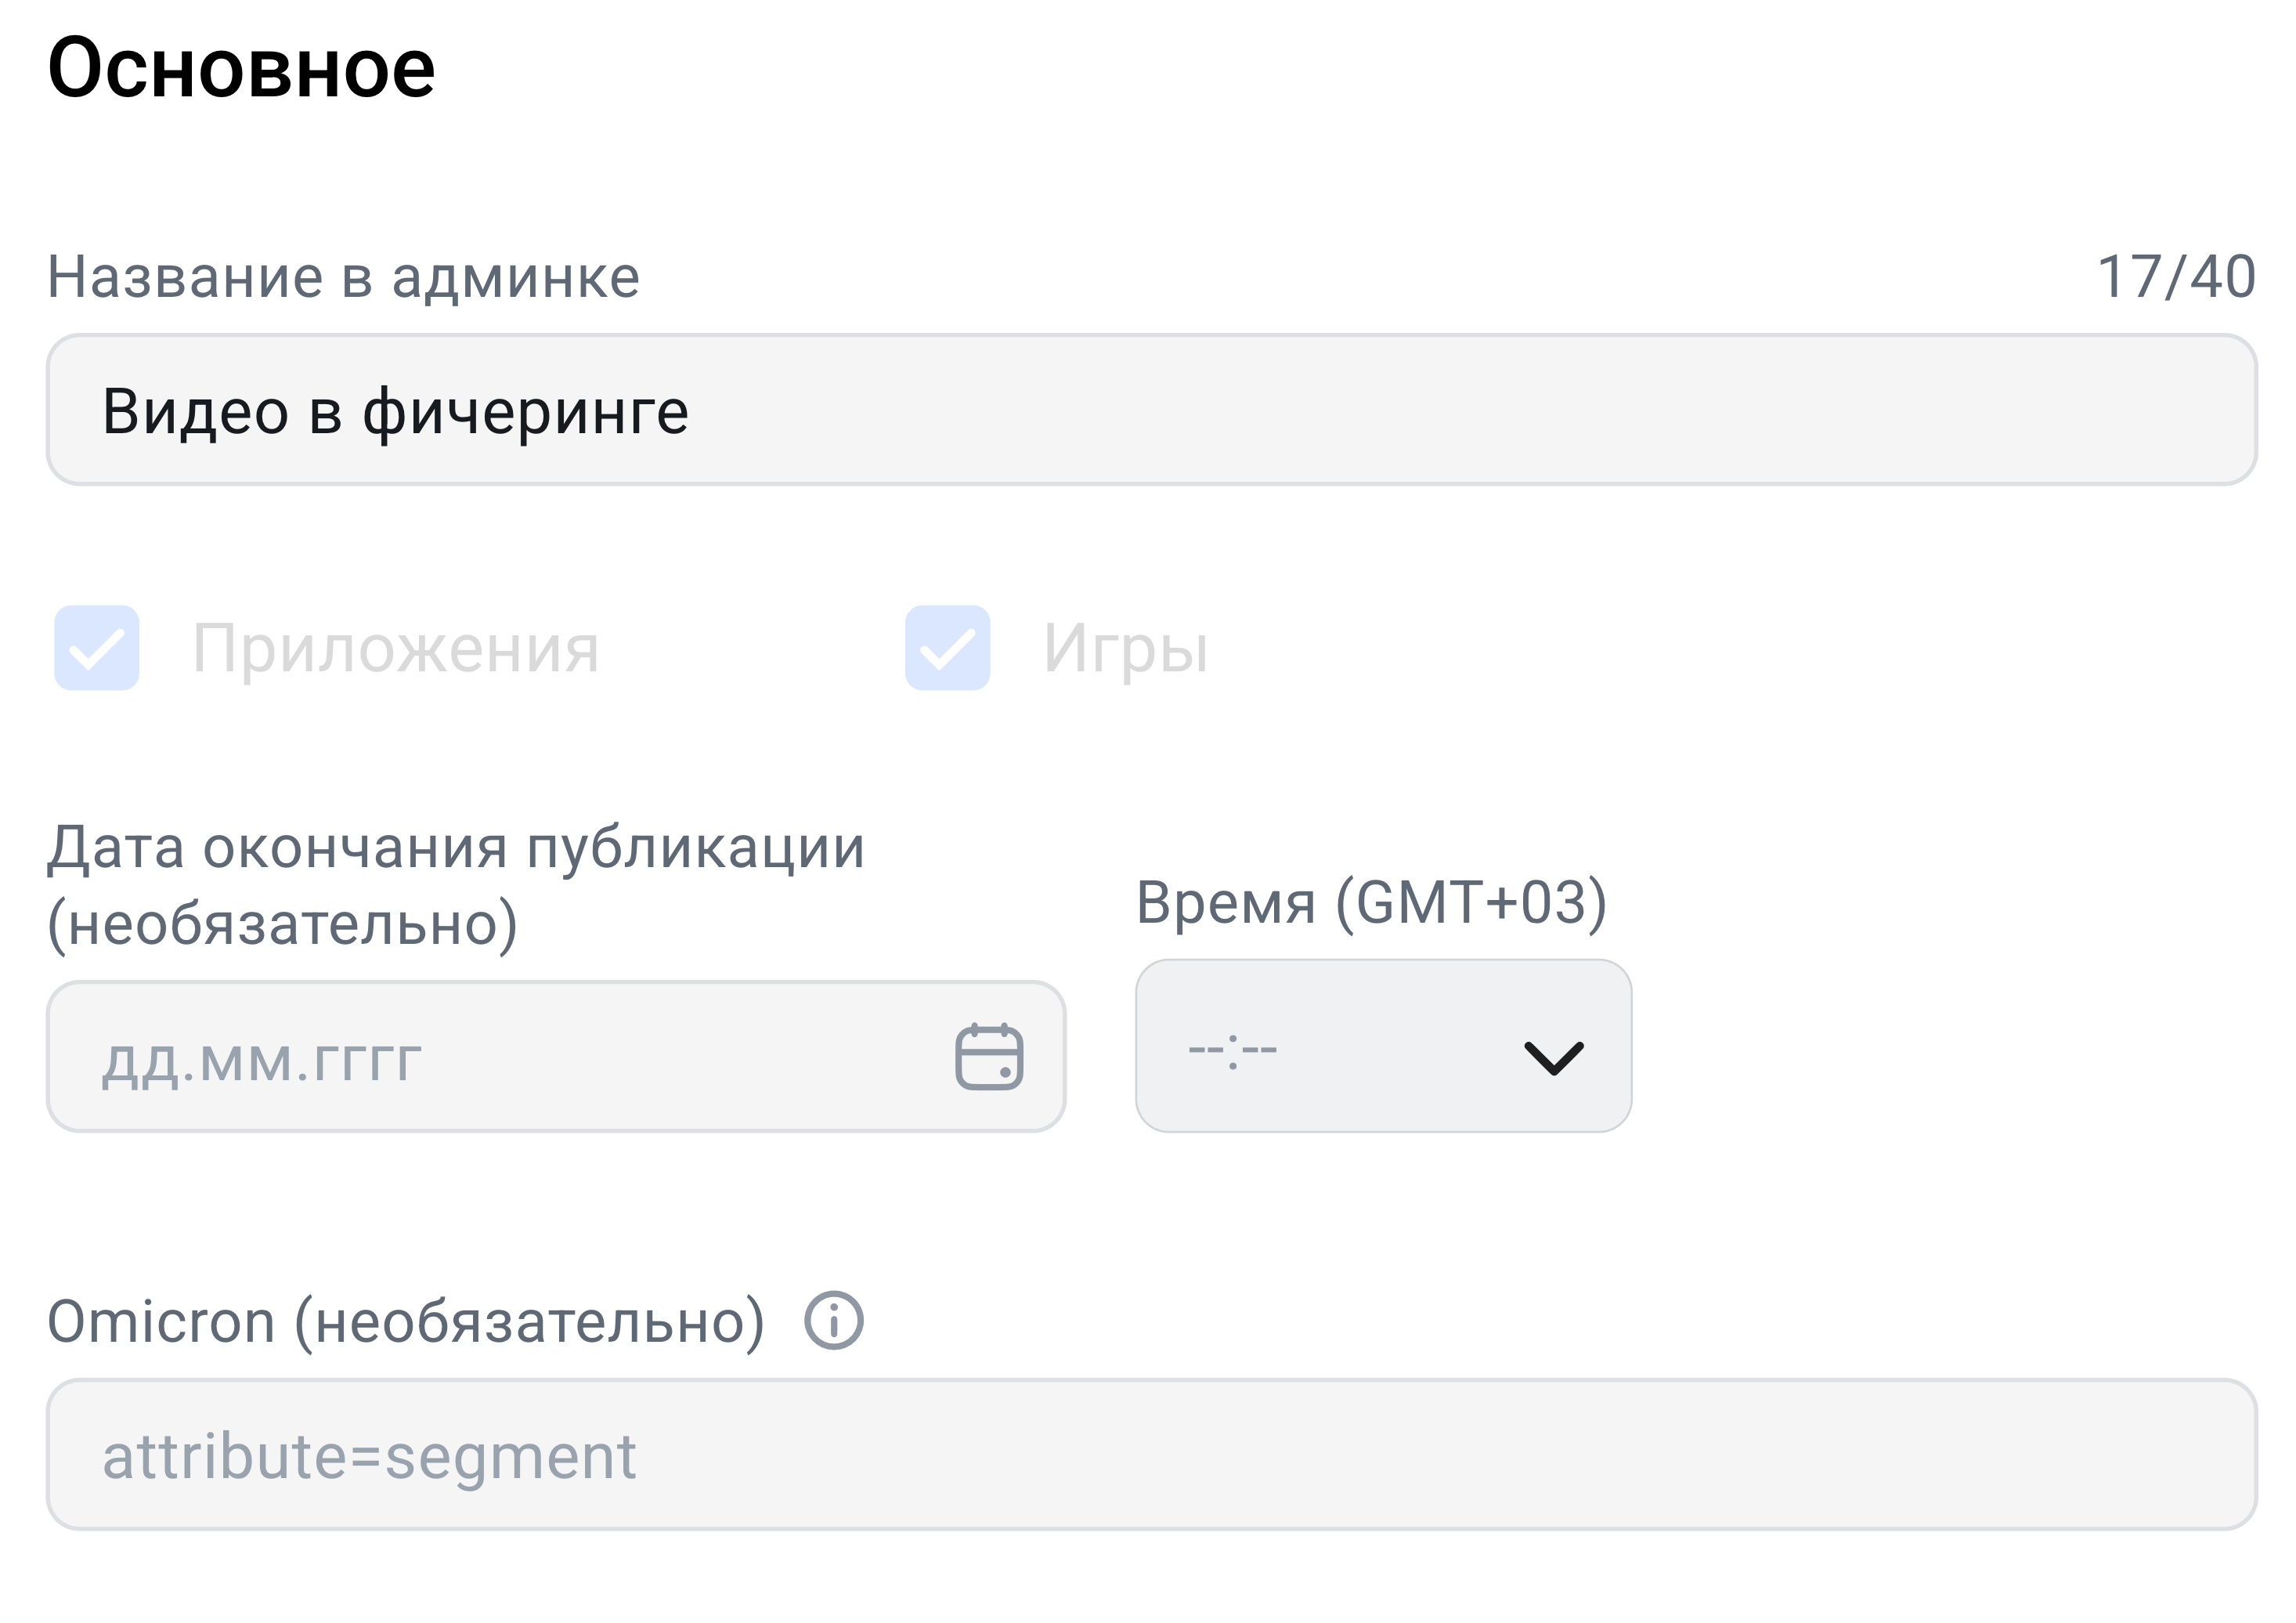 Основное
Название в админке 17/40
Видео в фичеринге
Приложения Игры
Дата окончания публикации
(необязательно)
Время (GMT+03)
дд.мм.гггг --:--
Omicron (необязательно)
attribute=segment